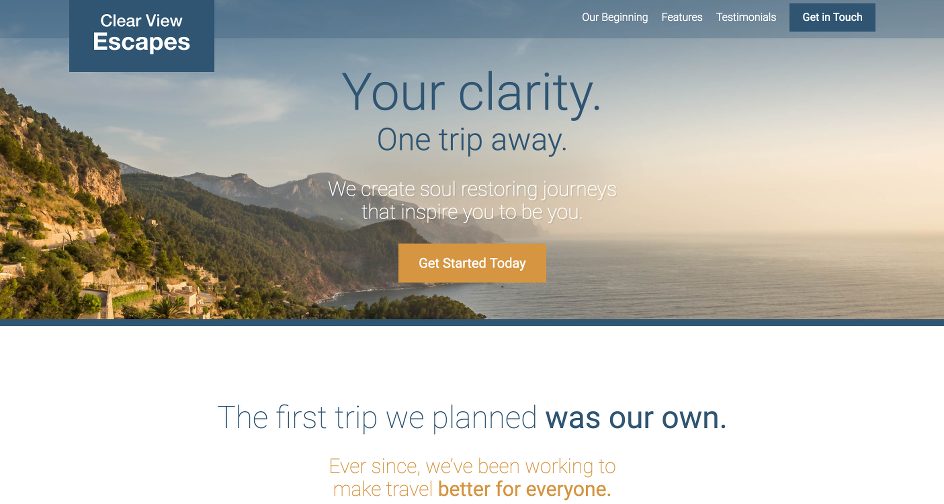 Clear View
Escapes
Our Beginning Features Testimonials Get in Touch
Your clarity.
One trip away.
We create soul restoring journeys
that inspire you to be you.
Get Started Today
The first trip we planned was our own.
Ever since, we've been working to
make travel better for everyone.